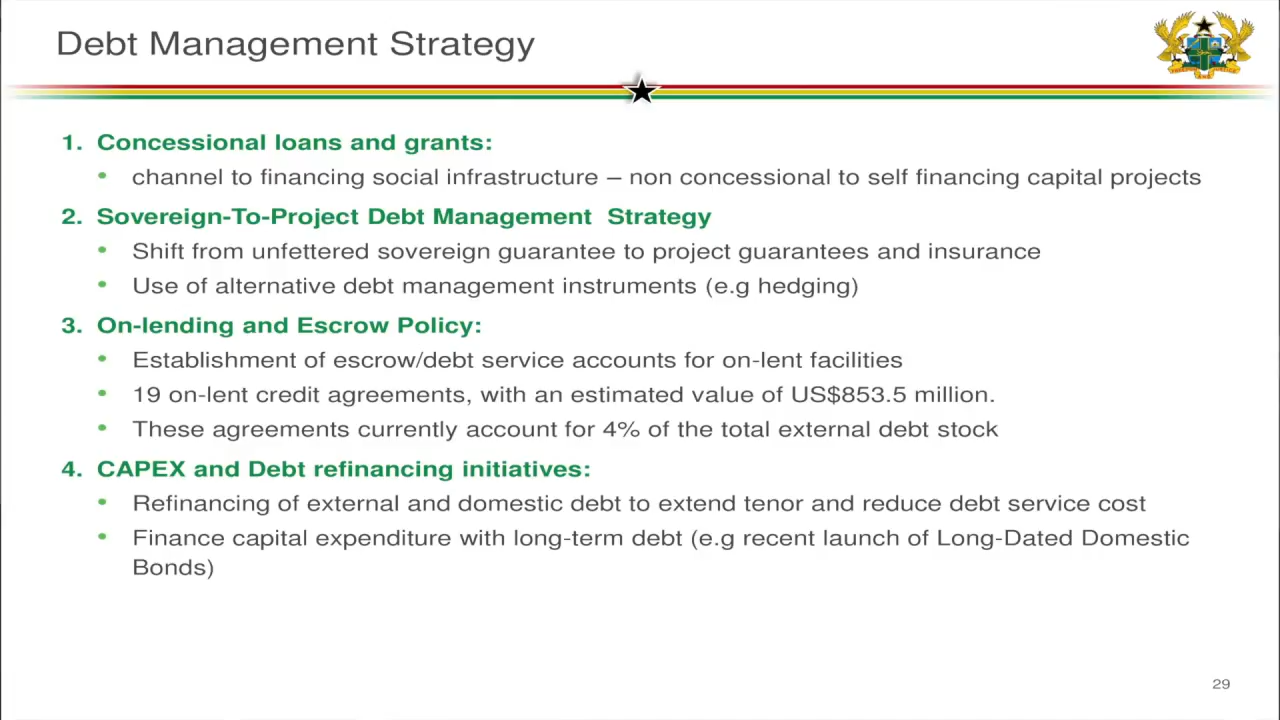 Debt Management Strategy
1. Concessional loans and grants:
• channel to financing social infrastructure – non concessional to self financing capital projects
2. Sovereign-To-Project Debt Management  Strategy
• Shift from unfettered sovereign guarantee to project guarantees and insurance
• Use of alternative debt management instruments (e.g hedging)
3. On-lending and Escrow Policy:
• Establishment of escrow/debt service accounts for on-lent facilities
• 19 on-lent credit agreements, with an estimated value of US$853.5 million.
• These agreements currently account for 4% of the total external debt stock
4. CAPEX and Debt refinancing initiatives:
• Refinancing of external and domestic debt to extend tenor and reduce debt service cost
• Finance capital expenditure with long-term debt (e.g recent launch of Long-Dated Domestic
Bonds)
29